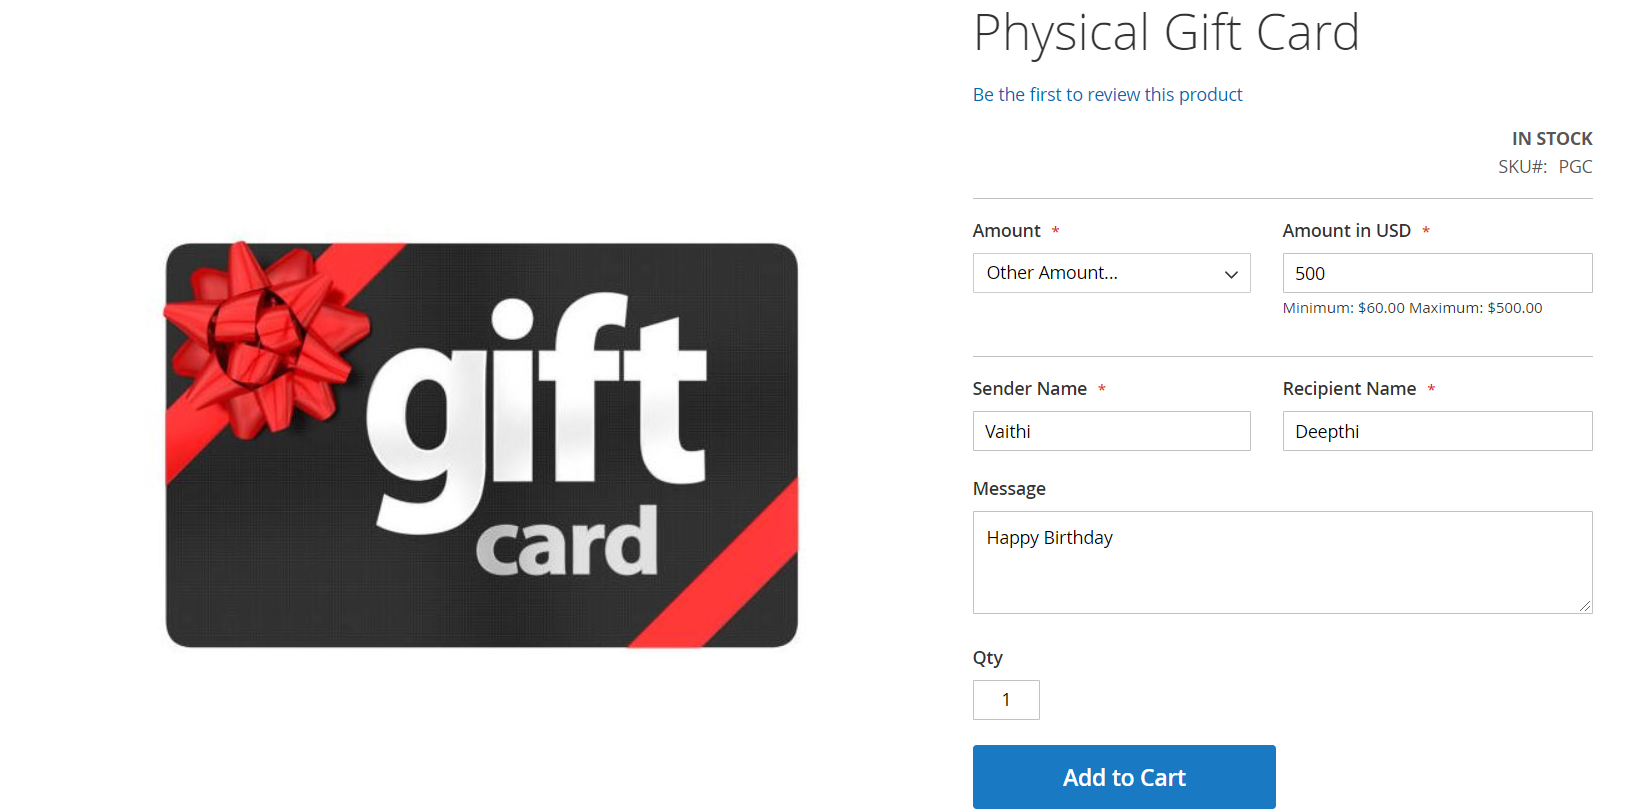 gift
card
Physical Gift Card
Be the first to review this product
IN STOCK
SKU#: PGC
Amount * Amount in USD *
Other Amount... 500
Minimum: $60.00 Maximum: $500.00
Sender Name * Recipient Name *
Vaithi Deepthi
Message
Happy Birthday
Qty
1
Add to Cart